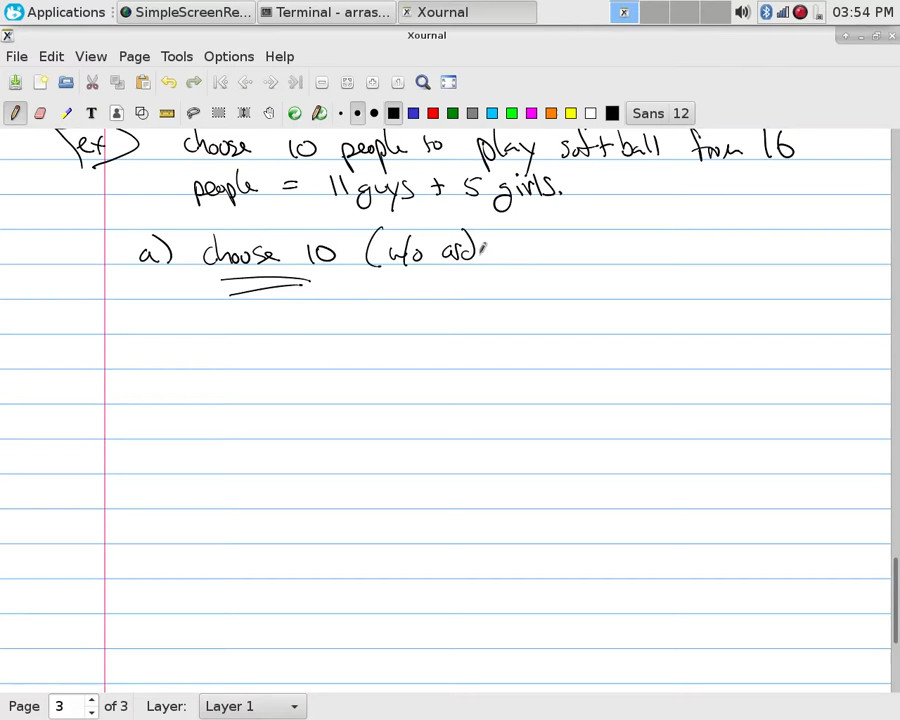 Applications
SimpleScreenRe...
Terminal - arras...
Xournal
03:54 PM
Xournal
File Edit View Page Tools Options Help
Sans 12
ex) choose 10 people to play softball from 16
people = 11 guys + 5 girls.
a) choose 10 (w/o
Page 3 of 3 Layer: Layer 1